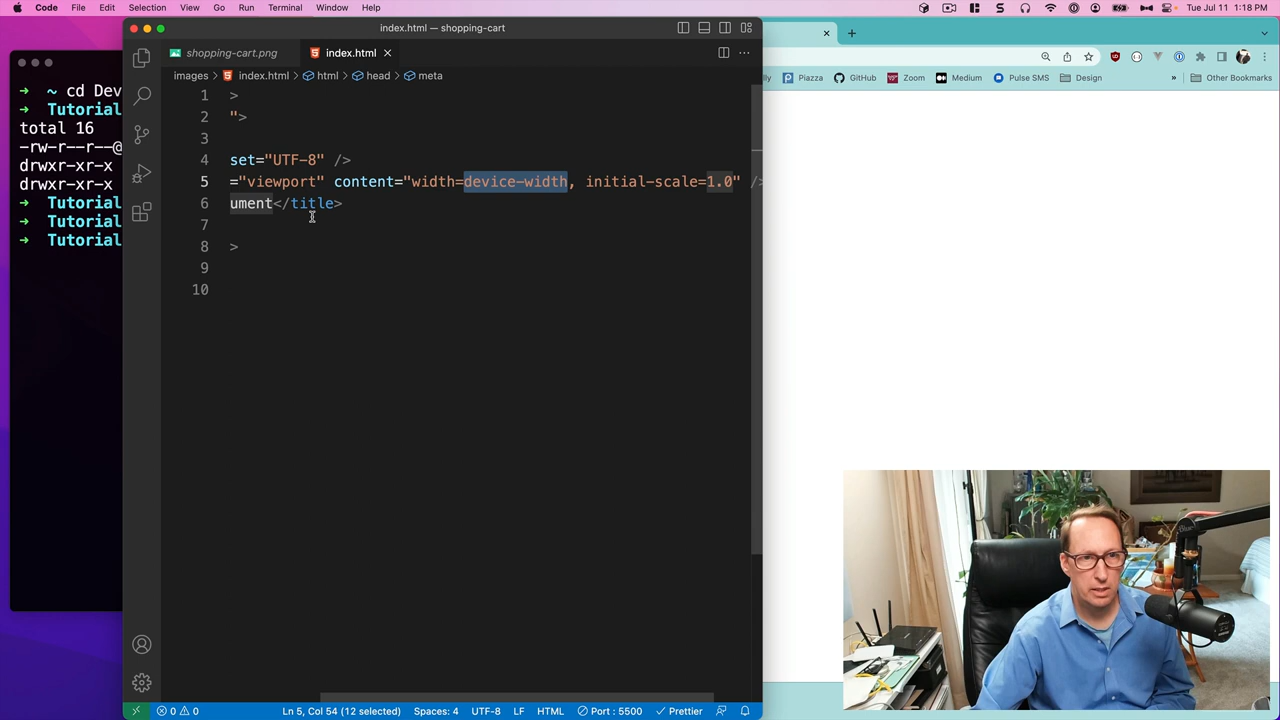 Code File Edit Selection View Go Run Terminal Window Help
Tue Jul 11 1:18 PM
index.html — shopping-cart
shopping-cart.png
index.html
images > index.html > html > head > meta
Piazza
GitHub
Zoom
Medium
Pulse SMS
Design
»
Other Bookmarks
➜ ~ cd Dev
➜ Tutorial
total 16
-rw-r--r--@
drwxr-xr-x
drwxr-xr-x
➜ Tutorial
➜ Tutorial
➜ Tutorial
1 >
2 ">
3
4 set="UTF-8" />
5 ="viewport" content="width=device-width, initial-scale=1.0" />
6 ument</title>
7
8 >
9
10
0 0
Ln 5, Col 54 (12 selected)
Spaces: 4
UTF-8
LF
HTML
Port : 5500
Prettier